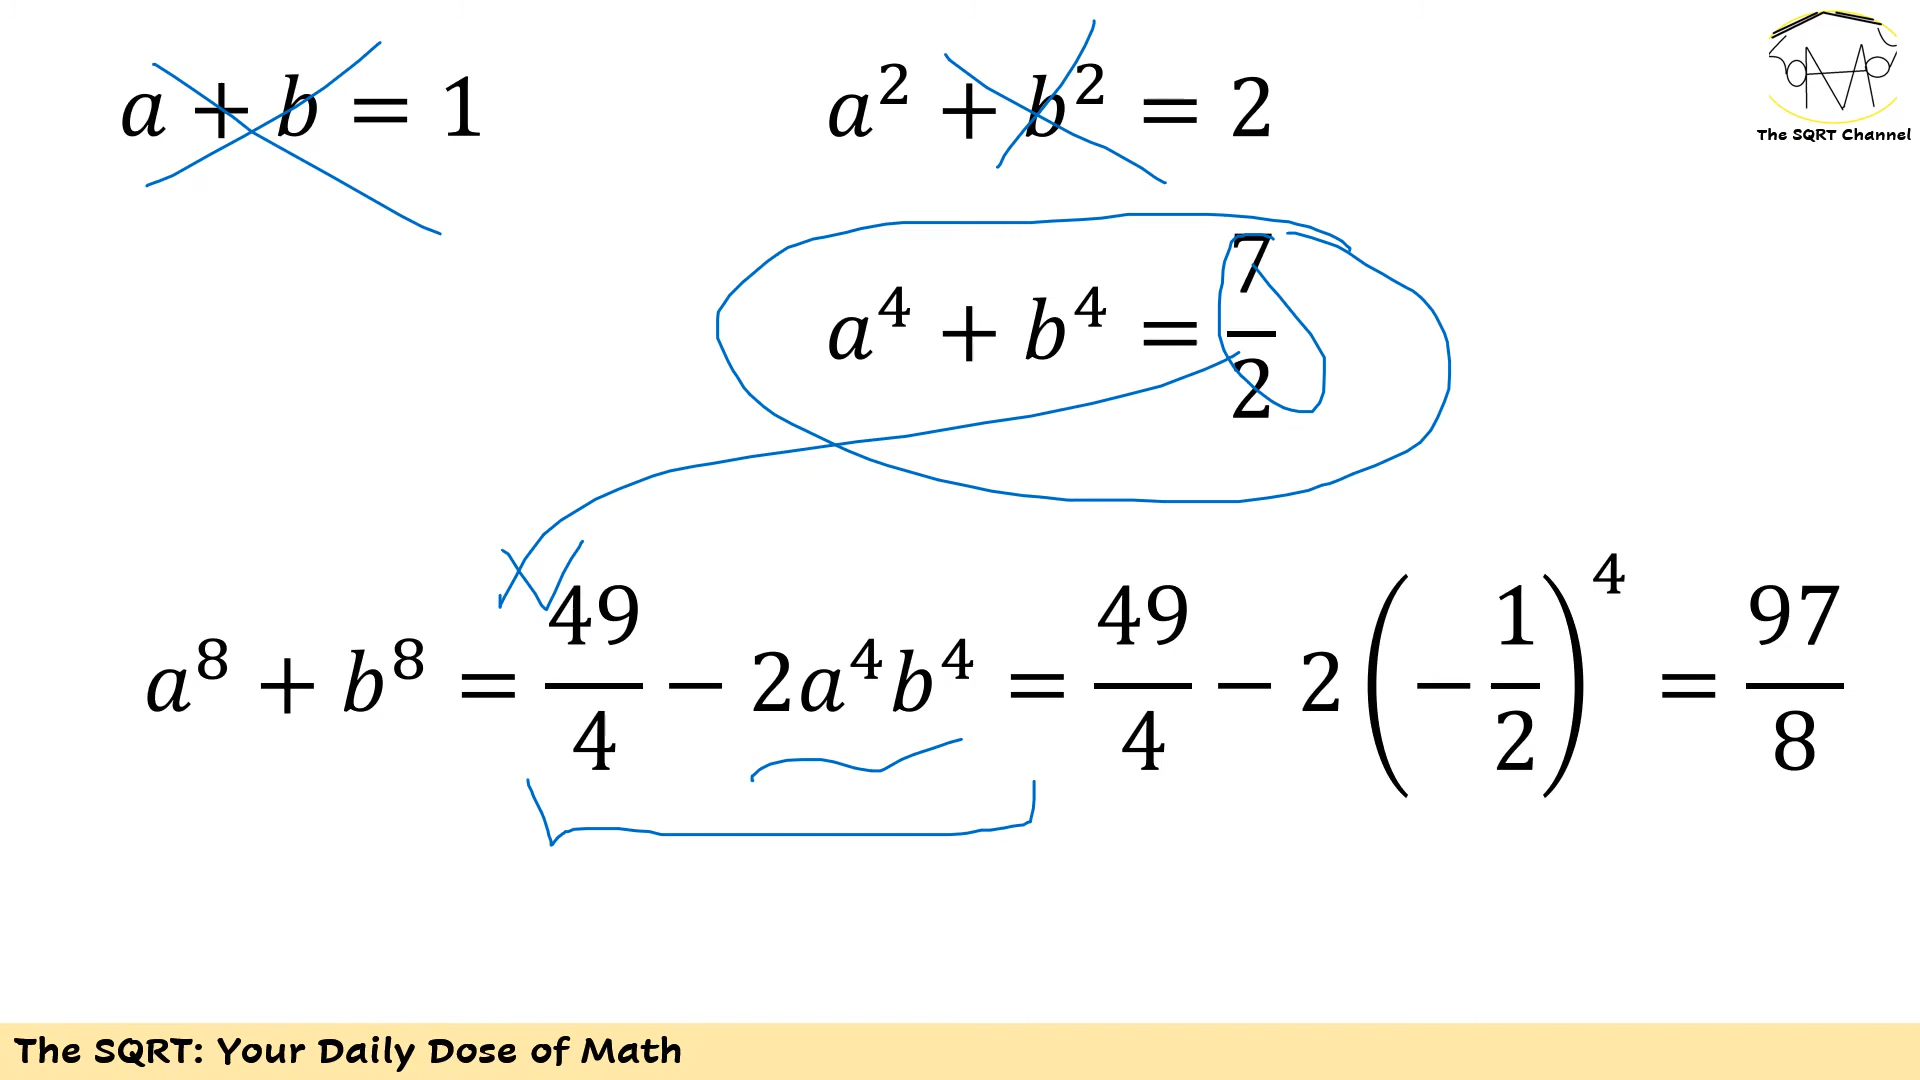 a + b = 1
a² + b² = 2
The SQRT Channel
a⁴ + b⁴ = 7/2
a⁸ + b⁸ = 49/4 − 2a⁴b⁴ = 49/4 − 2(−1/2)⁴ = 97/8
The SQRT: Your Daily Dose of Math